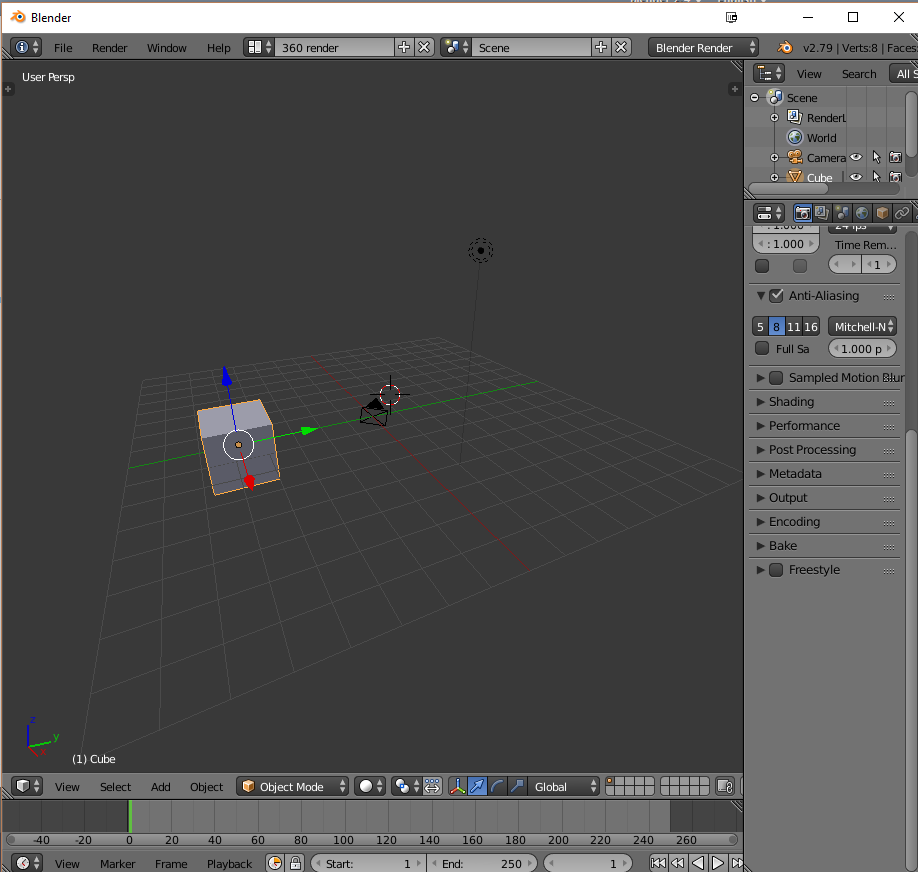 Blender
File Render Window Help 360 render Scene Blender Render v2.79 | Verts:8 | Faces:
User Persp
View Search All S
Scene
RenderL
World
Camera
Cube
: 1.000 24 fps
: 1.000 Time Rem...
1
Anti-Aliasing
5 8 11 16 Mitchell-N
Full Sa 1.000 p
Sampled Motion Blur
Shading
Performance
Post Processing
Metadata
Output
Encoding
Bake
Freestyle
z
y
x
(1) Cube
View Select Add Object Object Mode Global
-40 -20 0 20 40 60 80 100 120 140 160 180 200 220 240 260
View Marker Frame Playback Start: 1 End: 250 1